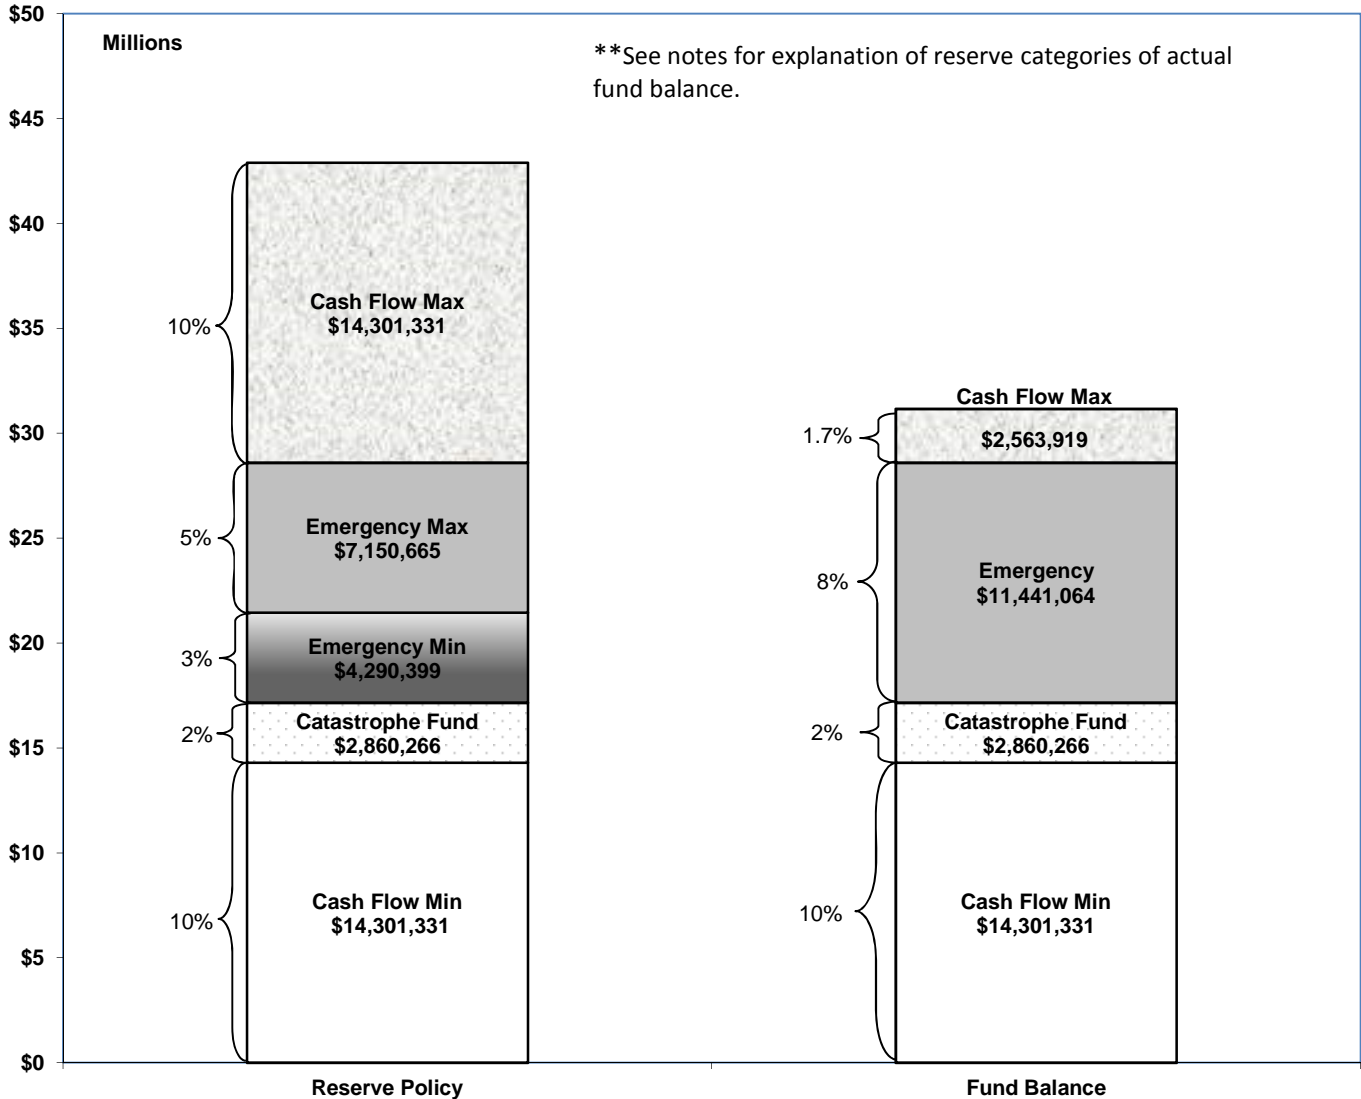 $50
Millions
**See notes for explanation of reserve categories of actual
fund balance.
$45
$40
$35
$30
$25
$20
$15
$10
$5
$0
10%
Cash Flow Max
$14,301,331
5%
Emergency Max
$7,150,665
3%
Emergency Min
$4,290,399
2%
Catastrophe Fund
$2,860,266
10%
Cash Flow Min
$14,301,331
Reserve Policy
Cash Flow Max
1.7%
$2,563,919
8%
Emergency
$11,441,064
2%
Catastrophe Fund
$2,860,266
10%
Cash Flow Min
$14,301,331
Fund Balance